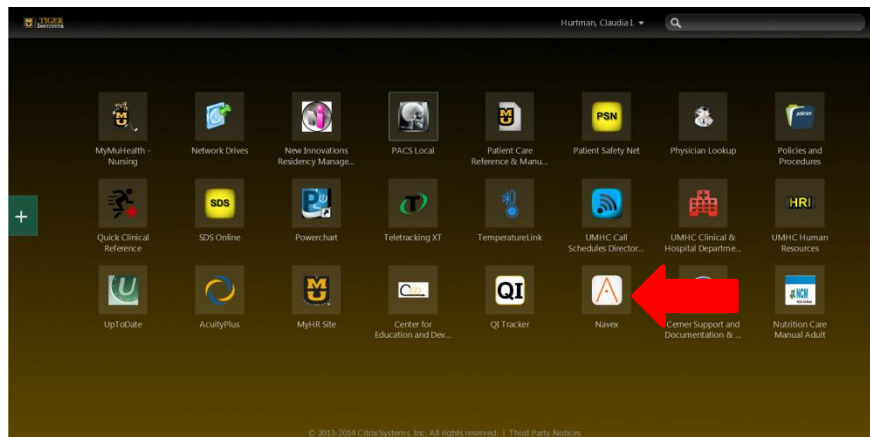 TIGER
INSTITUTE
Hurtman, Claudia I.
MyMuHealth -
Nursing
Network Drives
New Innovations
Residency Manage...
PACS Local
Patient Care
Reference & Manu...
PSN
Patient Safety Net
Physician Lookup
Policies and
Procedures
Quick Clinical
Reference
SDS
SDS Online
Powerchart
Teletracking XT
TemperatureLink
UMHC Call
Schedules Director...
UMHC Clinical &
Hospital Departme...
HRI
UMHC Human
Resources
U
UpToDate
AcuityPlus
MyHR Site
Center for
Education and Dev...
QI
QI Tracker
Navex
Cerner Support and
Documentation & ...
NCM
Nutrition Care
Manual Adult
© 2013-2014 Citrix Systems, Inc. All rights reserved. | Third Party Notices